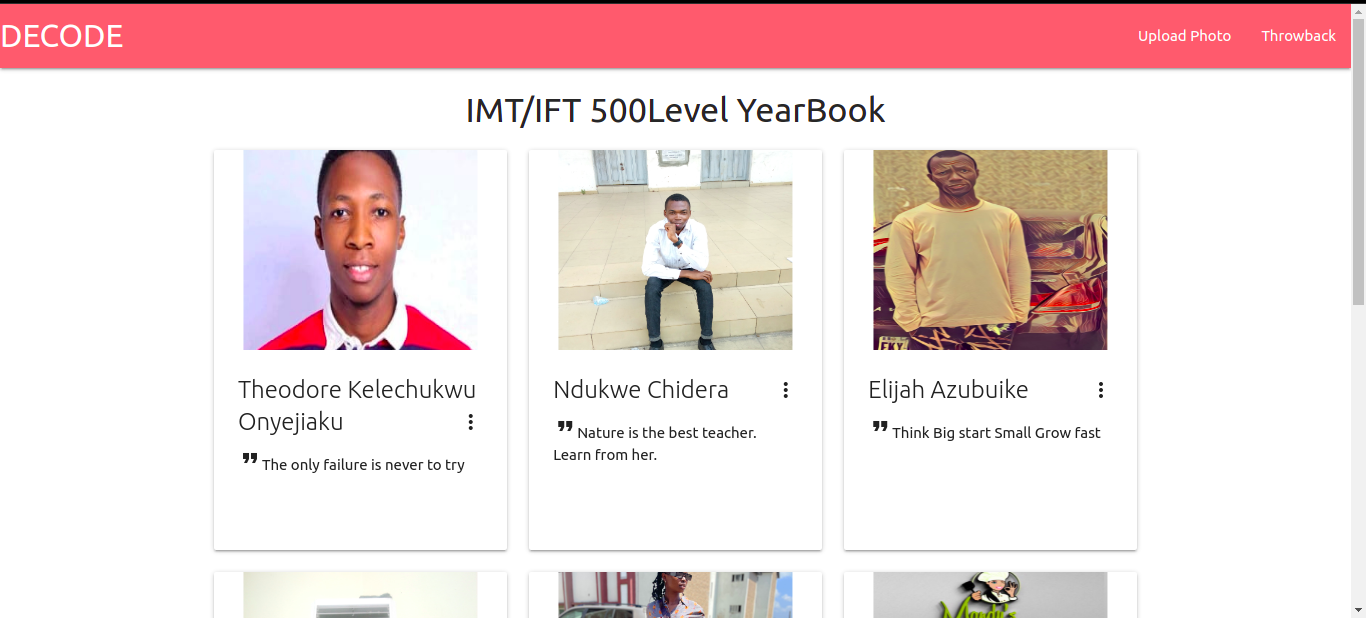 DECODE
Upload Photo
Throwback
IMT/IFT 500Level YearBook
EKY
Theodore Kelechukwu
Onyejiaku
" The only failure is never to try
Ndukwe Chidera
" Nature is the best teacher.
Learn from her.
Elijah Azubuike
" Think Big start Small Grow fast